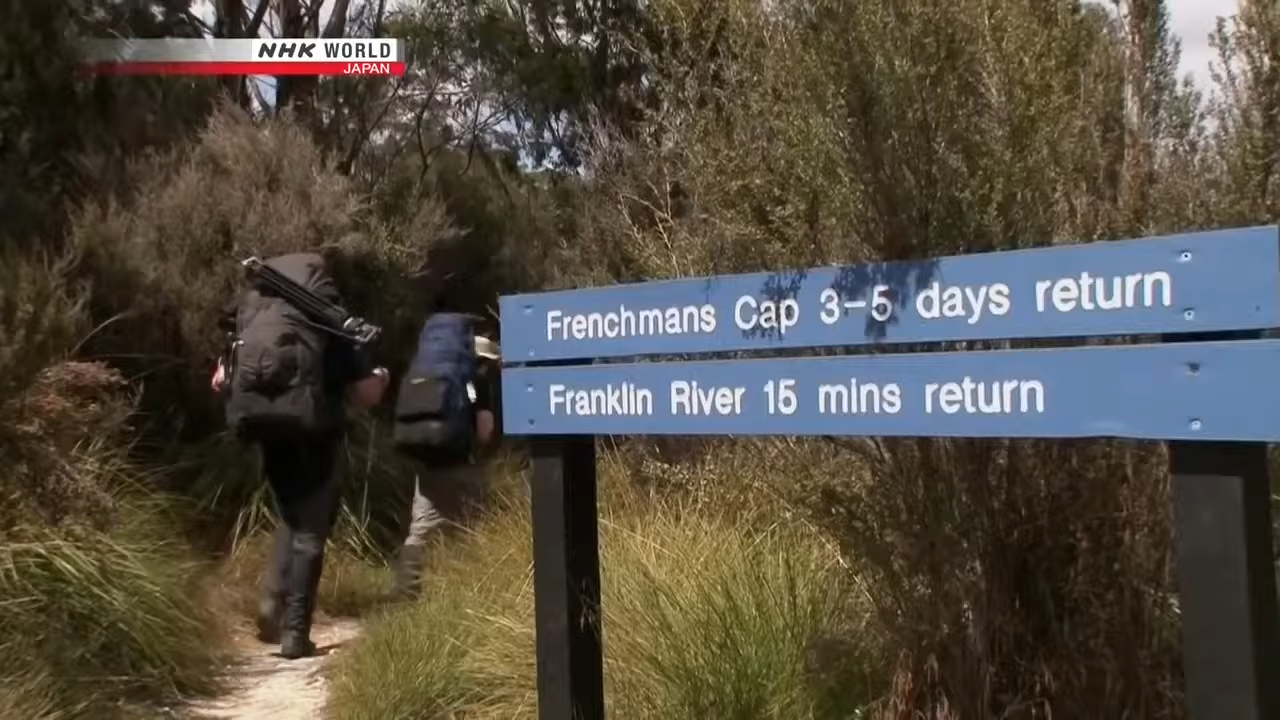 NHK WORLD
JAPAN
Frenchmans Cap 3-5 days return
Franklin River 15 mins return